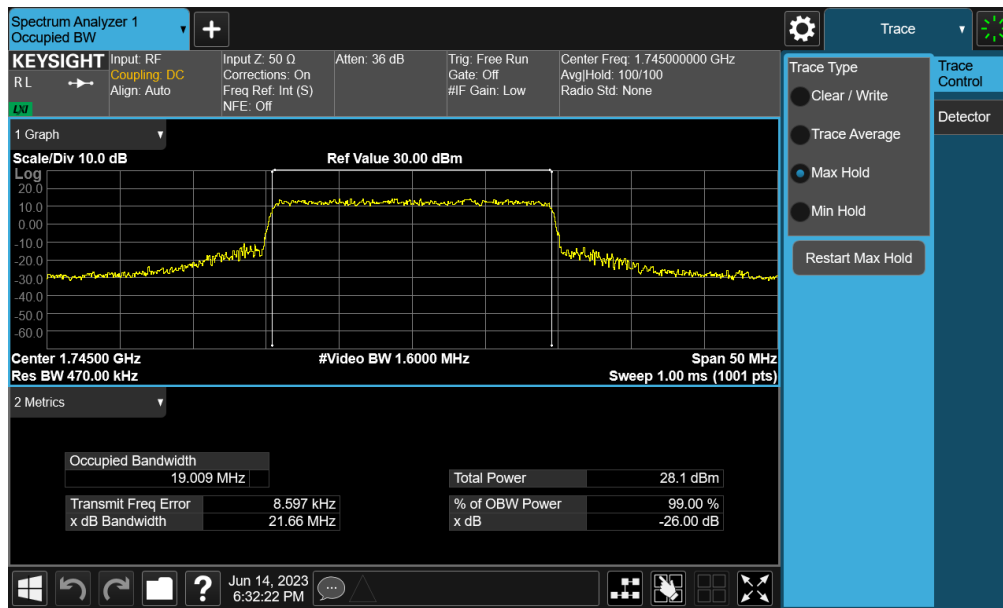 Spectrum Analyzer 1
Occupied BW
+
Trace
KEYSIGHT
R L
LXI
Input: RF
Coupling: DC
Align: Auto
Input Z: 50 Ω
Corrections: On
Freq Ref: Int (S)
NFE: Off
Atten: 36 dB
Trig: Free Run
Gate: Off
#IF Gain: Low
Center Freq: 1.745000000 GHz
Avg|Hold: 100/100
Radio Std: None
Trace Type
Clear / Write
Trace Average
Max Hold
Min Hold
Restart Max Hold
Trace
Control
Detector
1 Graph
Scale/Div 10.0 dB
Ref Value 30.00 dBm
Log
20.0
10.0
0.00
-10.0
-20.0
-30.0
-40.0
-50.0
-60.0
Center 1.74500 GHz
#Video BW 1.6000 MHz
Span 50 MHz
Res BW 470.00 kHz
Sweep 1.00 ms (1001 pts)
2 Metrics
Occupied Bandwidth
19.009 MHz
Total Power 28.1 dBm
Transmit Freq Error 8.597 kHz
% of OBW Power 99.00 %
x dB Bandwidth 21.66 MHz
x dB -26.00 dB
?
Jun 14, 2023
6:32:22 PM